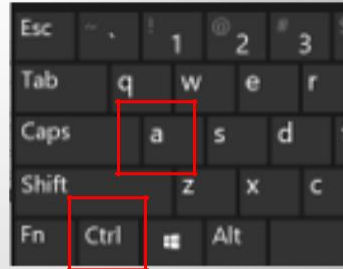 Esc ~ ` ! 1 @ 2 # 3
Tab q w e r
Caps a s d
Shift z x c
Fn Ctrl Alt